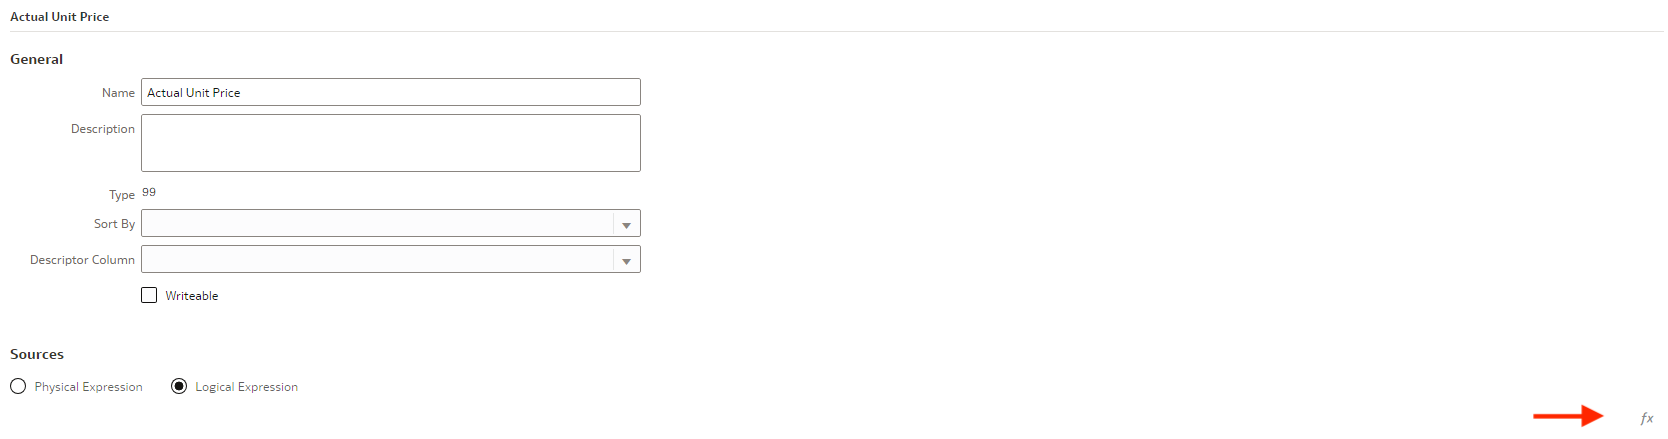 Actual Unit Price
General
Name Actual Unit Price
Description
Type 99
Sort By
Descriptor Column
Writeable
Sources
Physical Expression Logical Expression
fx